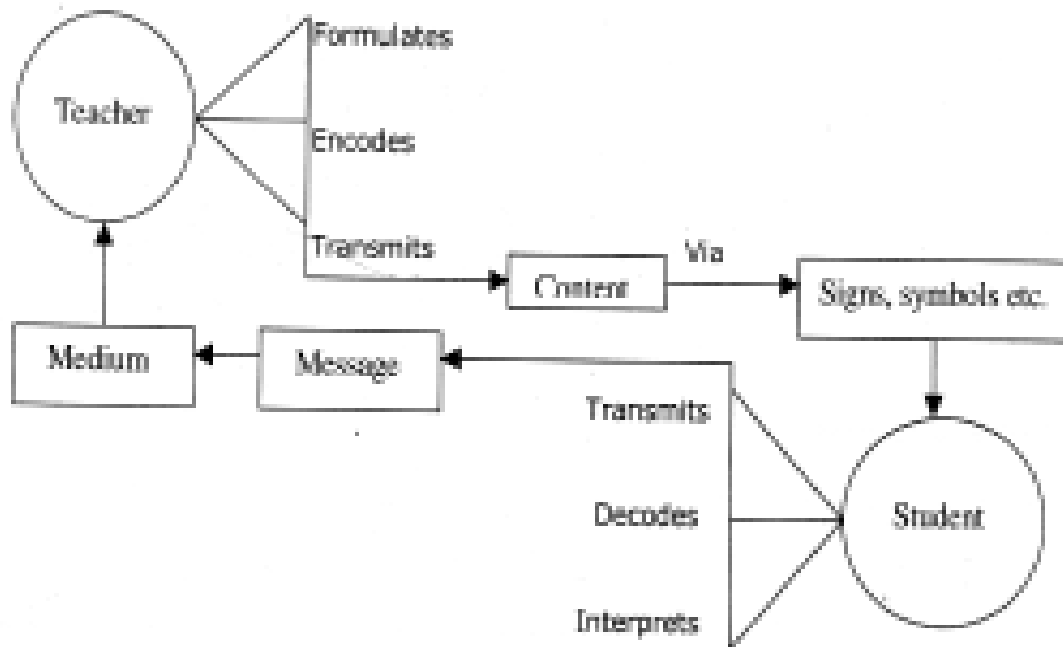 Formulates
Teacher
Encodes
Transmits
Via
Content
Signs, symbols etc.
Medium
Message
Transmits
Decodes
Student
Interprets